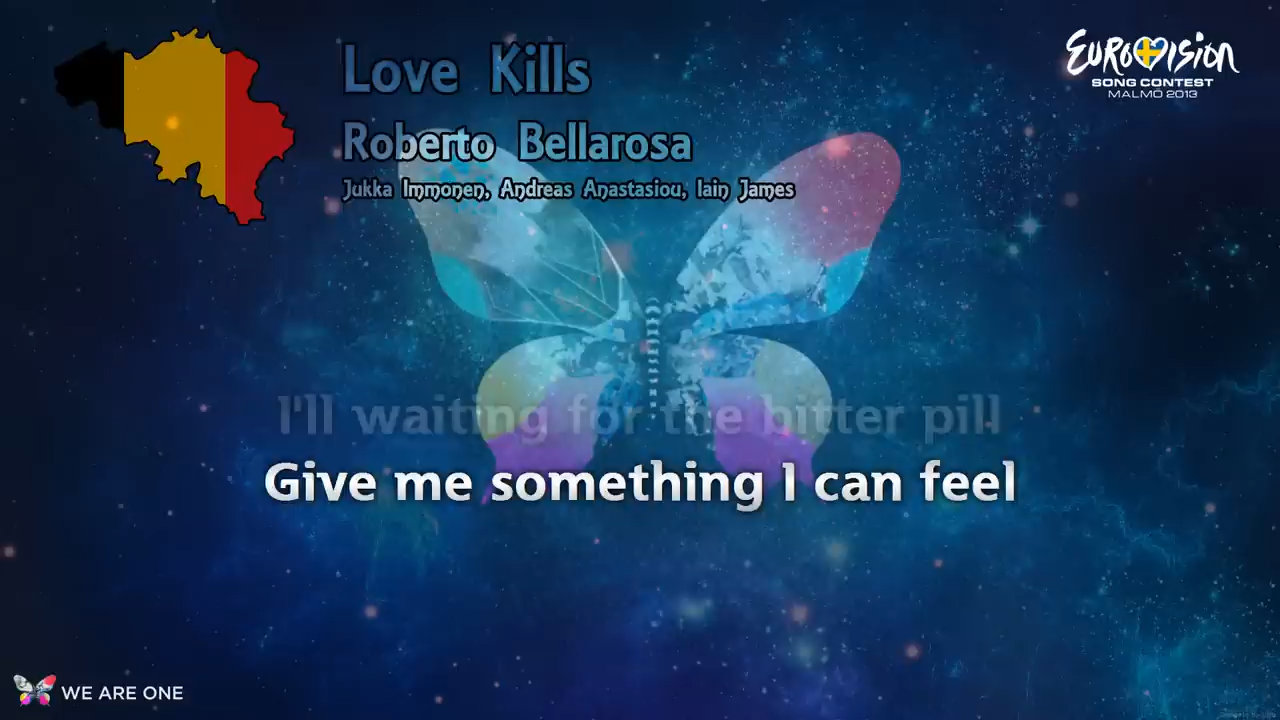 Love Kills
Roberto Bellarosa
Jukka Immonen, Andreas Anastasiou, Iain James
EUROVISION
SONG CONTEST
MALMÖ 2013
I'll waiting for the bitter pill
Give me something I can feel
WE ARE ONE